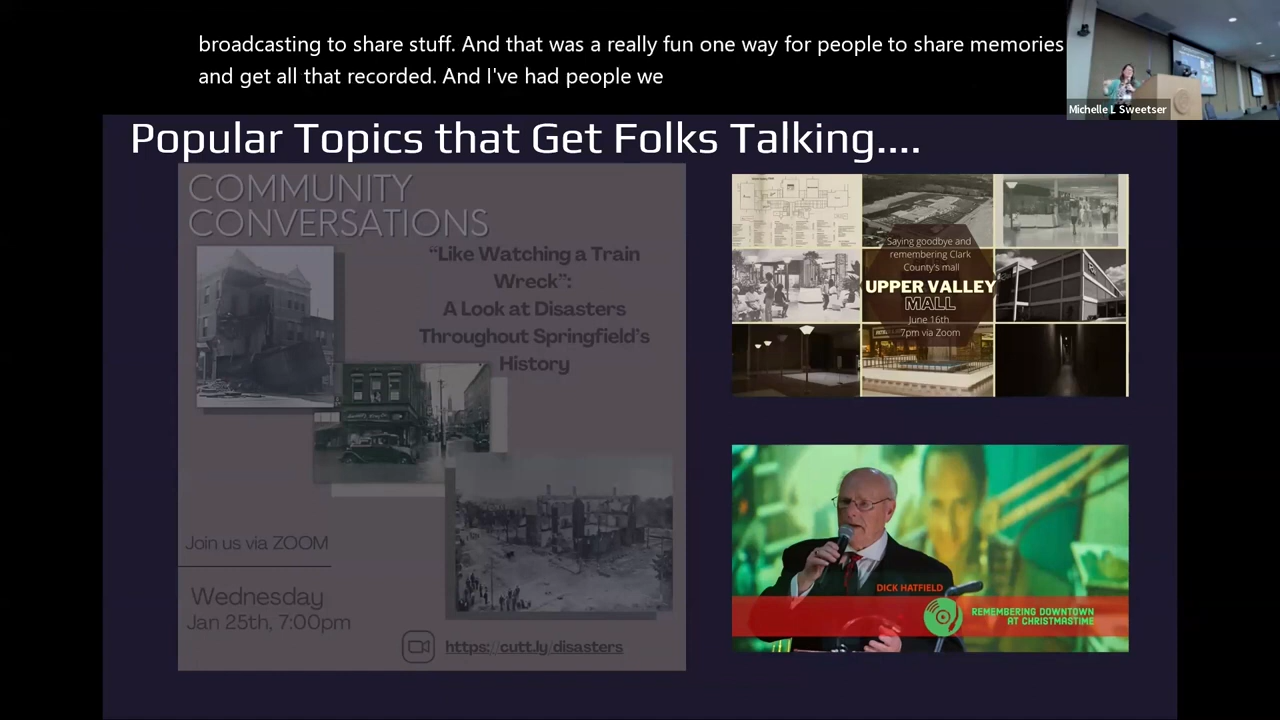 broadcasting to share stuff. And that was a really fun one way for people to share memories
and get all that recorded. And I've had people we
Michelle L Sweetser
Popular Topics that Get Folks Talking....
COMMUNITY
CONVERSATIONS
“Like Watching a Train
Wreck”:
A Look at Disasters
Throughout Springfield’s
History
Join us via ZOOM
Wednesday
Jan 25th, 7:00pm
https://cutt.ly/disasters
Saying goodbye and
remembering Clark
County's mall
UPPER VALLEY
MALL
June 16th
7pm via Zoom
DICK HATFIELD
REMEMBERING DOWNTOWN
AT CHRISTMASTIME